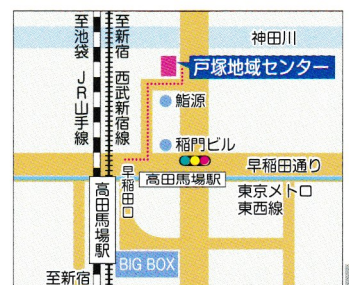 至池袋
至新宿
神田川
戸塚地域センター
JR山手線
西武新宿線
鮨源
稲門ビル
早稲田通り
早稲田口
高田馬場駅
高田馬場駅
東京メトロ
東西線
BIG BOX
至新宿